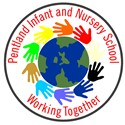 Pentland Infant and Nursery School
Working Together